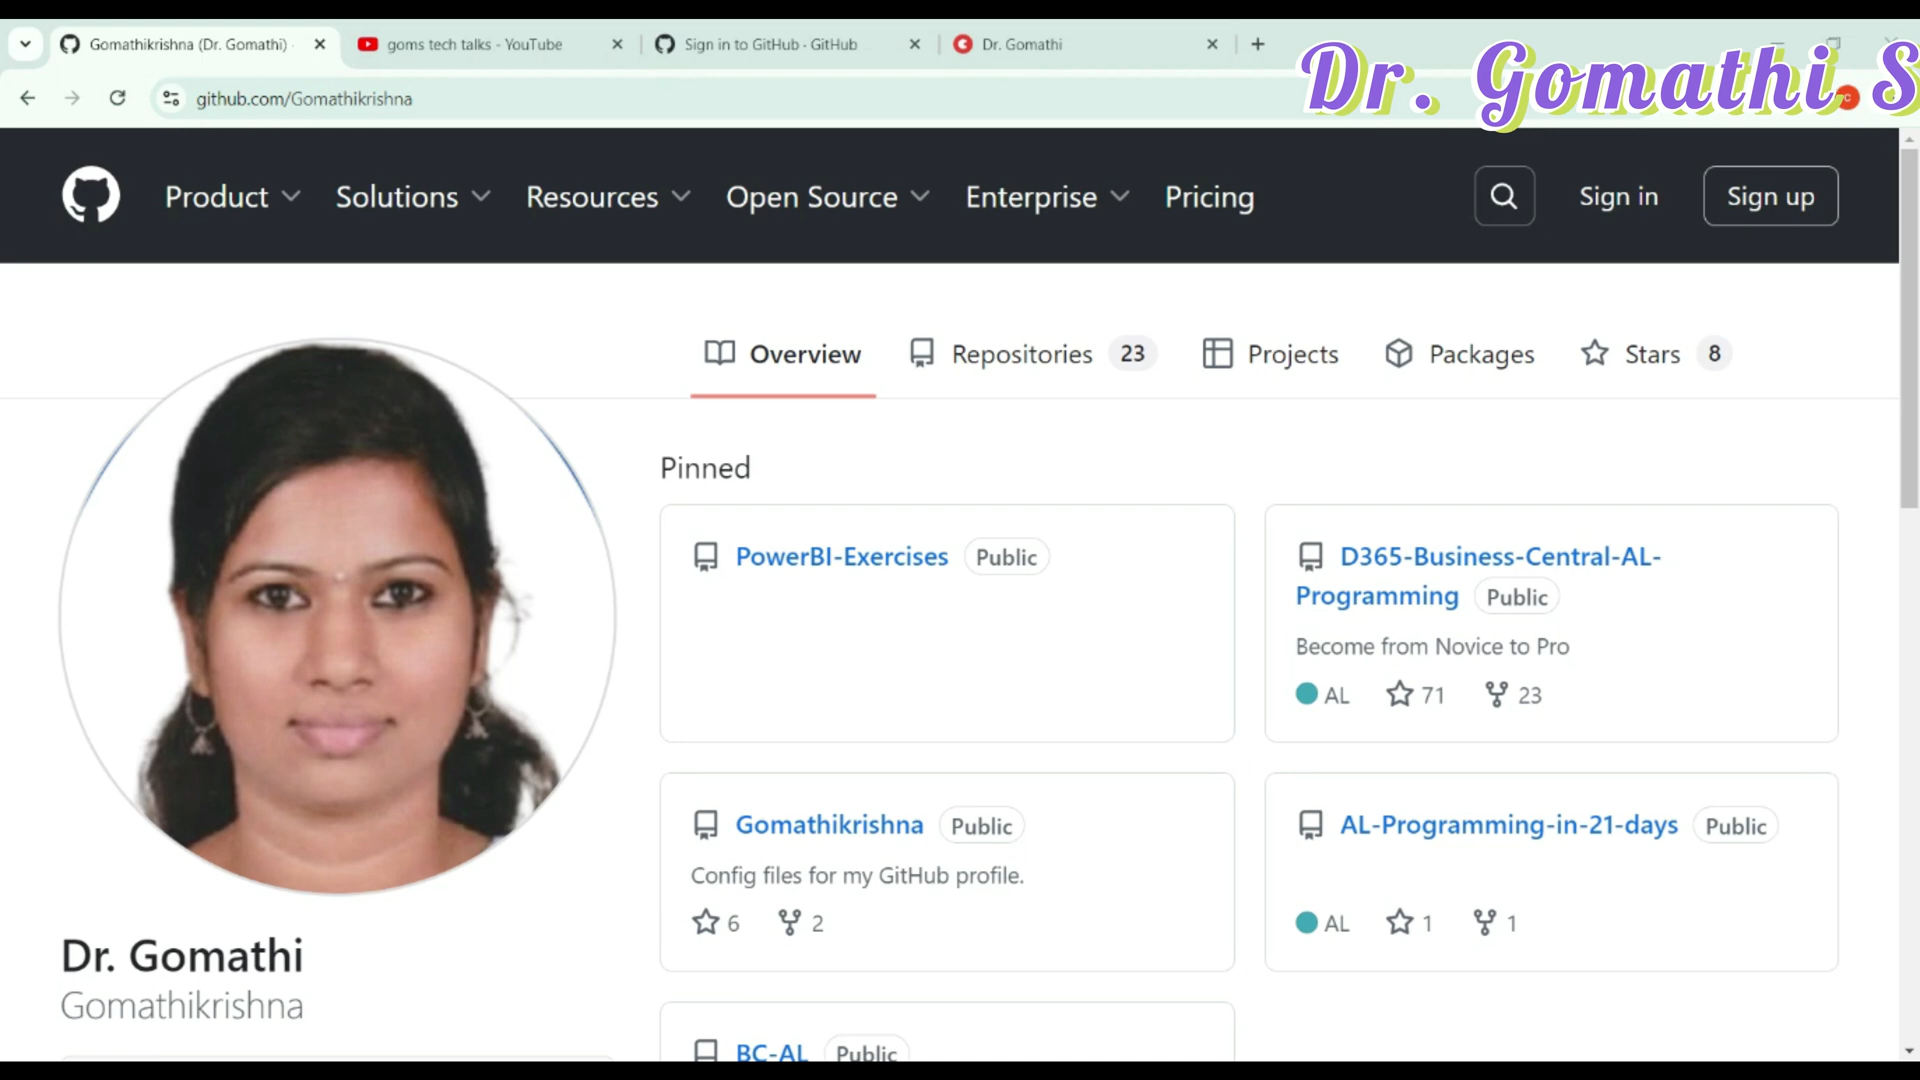 Gomathikrishna (Dr. Gomathi)
goms tech talks - YouTube
Sign in to GitHub · GitHub
Dr. Gomathi
Dr. Gomathi S
github.com/Gomathikrishna
Product
Solutions
Resources
Open Source
Enterprise
Pricing
Sign in
Sign up
Overview
Repositories 23
Projects
Packages
Stars 8
Pinned
PowerBI-Exercises Public
D365-Business-Central-AL-
Programming Public
Become from Novice to Pro
AL 71 23
Gomathikrishna Public
Config files for my GitHub profile.
6 2
AL-Programming-in-21-days Public
AL 1 1
Dr. Gomathi
Gomathikrishna
BC-AL Public